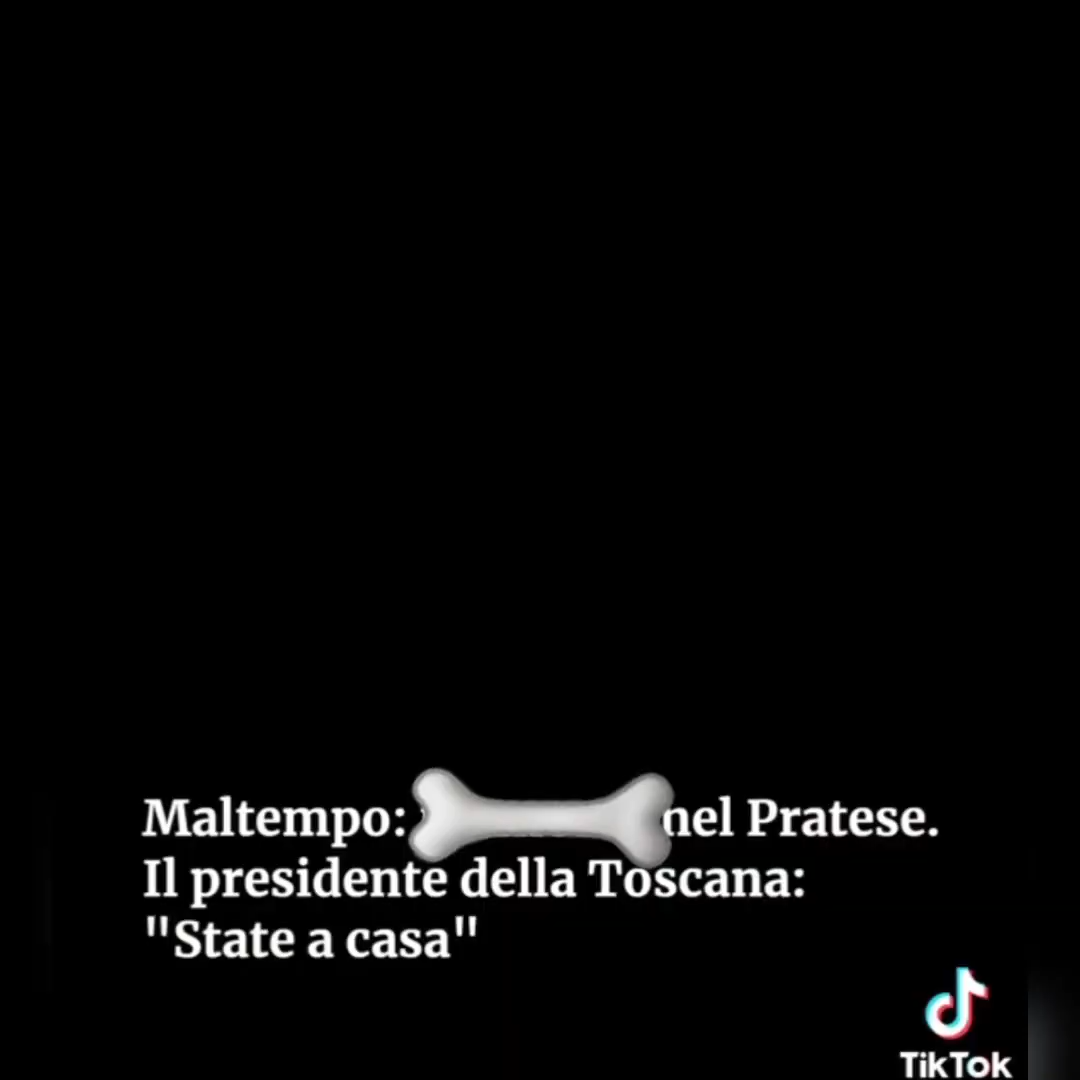 Maltempo: nel Pratese.
Il presidente della Toscana:
"State a casa"
TikTok